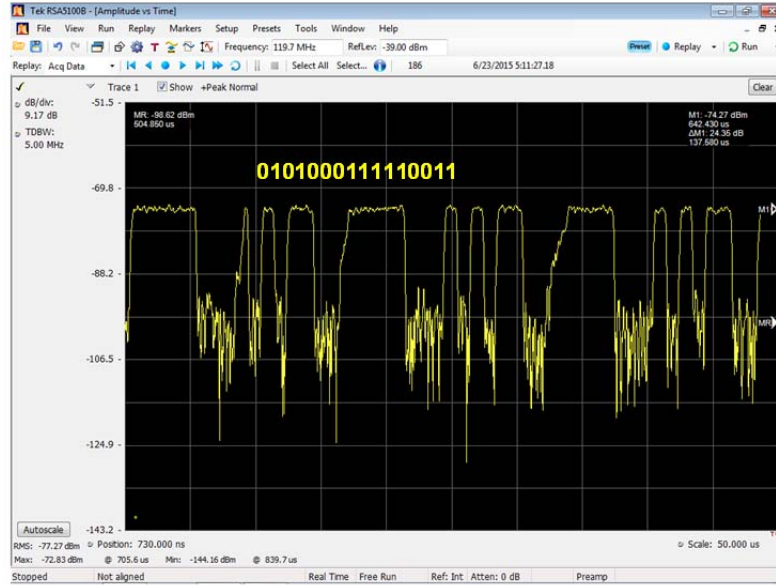 Tek RSA5100B - [Amplitude vs Time]
File View Run Replay Markers Setup Presets Tools Window Help
Frequency: 119.7 MHz RefLev: -39.00 dBm Preset Replay Run
Replay: Acq Data Select All Select... 186 6/23/2015 5:11:27.18
Trace 1 Show +Peak Normal Clear
dB/div:
9.17 dB
TDBW:
5.00 MHz
-51.5
MR: -98.62 dBm
504.850 us
M1: -74.27 dBm
642.430 us
ΔM1: 24.35 dB
137.580 us
0101000111110011
-69.8
M1
-88.2
MR
-106.5
-124.9
-143.2
Autoscale
Position: 730.000 ns Scale: 50.000 us
RMS: -77.27 dBm
Max: -72.83 dBm @ 705.6 us Min: -144.16 dBm @ 839.7 us
Stopped Not aligned Real Time Free Run Ref: Int Atten: 0 dB Preamp